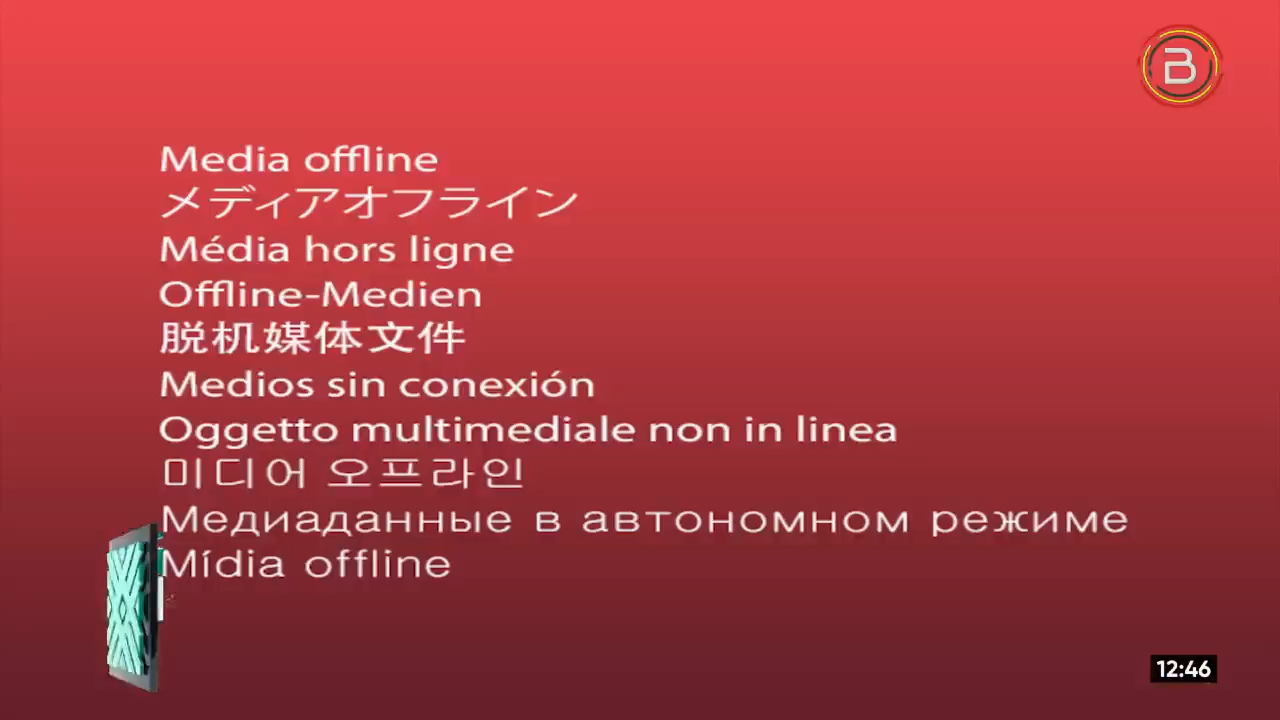 B
Media offline
メディアオフライン
Média hors ligne
Offline-Medien
脱机媒体文件
Medios sin conexión
Oggetto multimediale non in linea
미디어 오프라인
Медиаданные в автономном режиме
Mídia offline
12:46